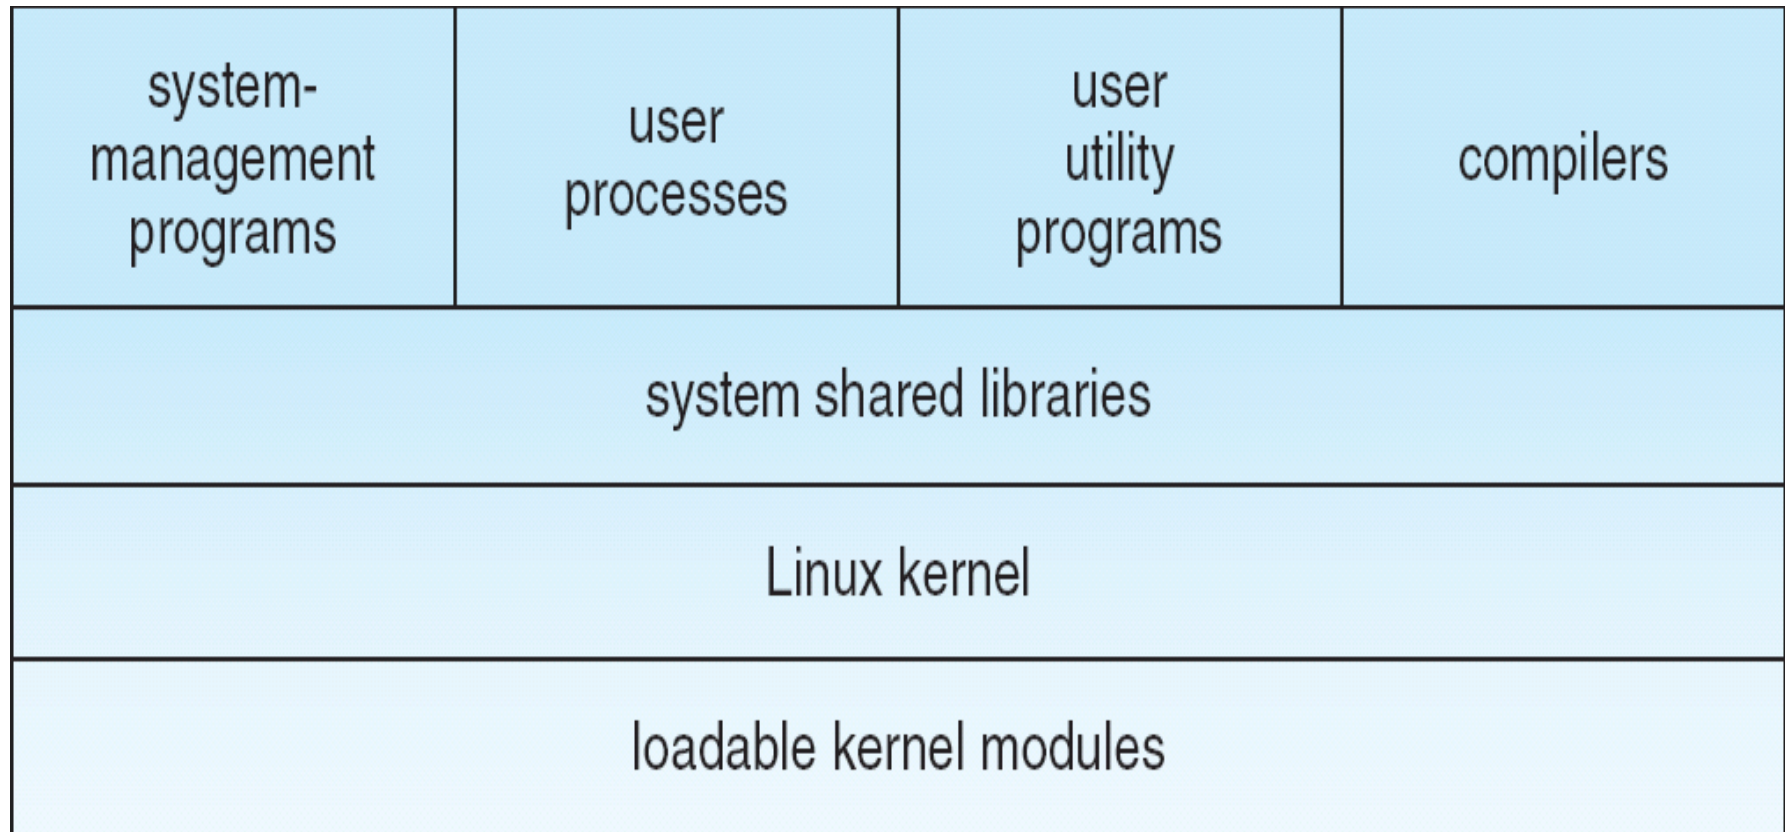 system-
management
programs
user
processes
user
utility
programs
compilers
system shared libraries
Linux kernel
loadable kernel modules